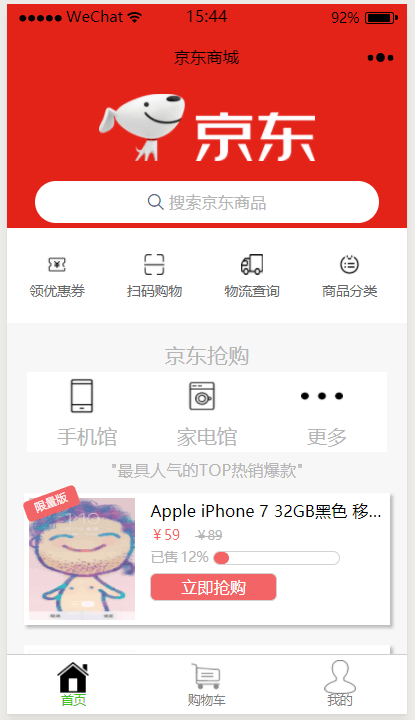 ●●●●● WeChat 15:44 92%
京东商城
京东
搜索京东商品
领优惠券 扫码购物 物流查询 商品分类
京东抢购
手机馆 家电馆 更多
"最具人气的TOP热销爆款"
限量版
Apple iPhone 7 32GB黑色 移...
￥59 ￥89
已售 12%
立即抢购
首页 购物车 我的